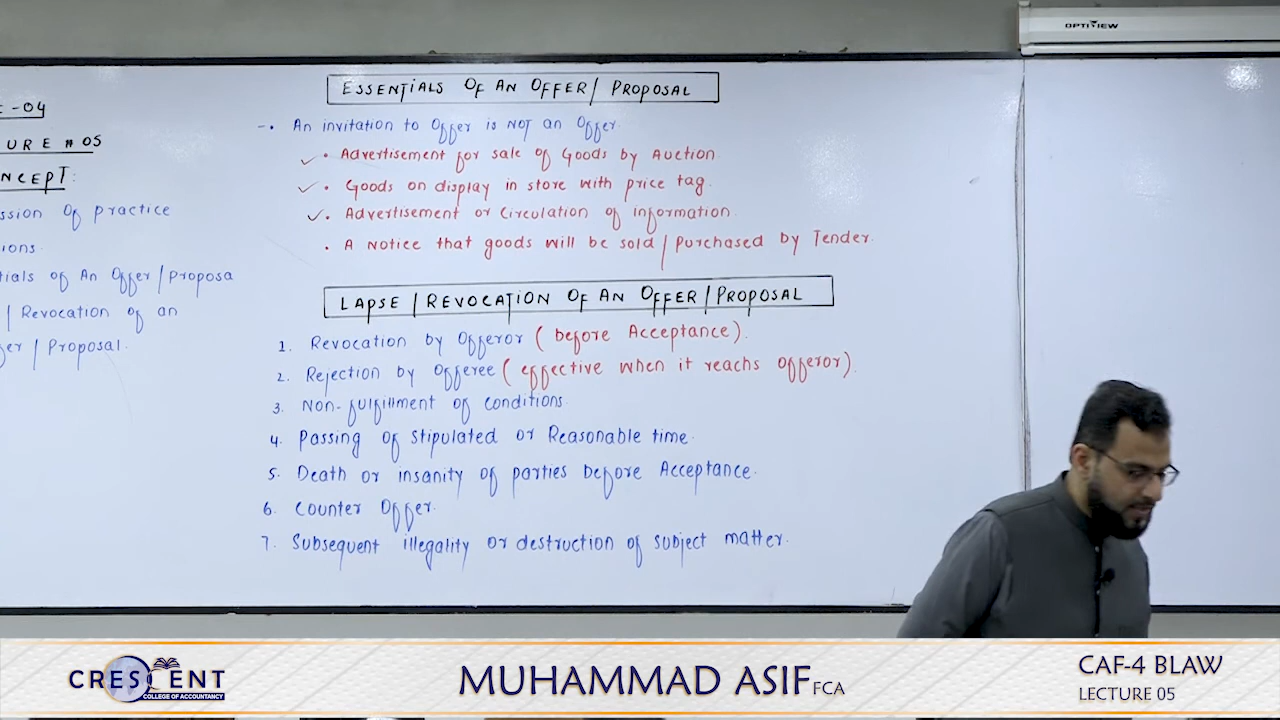 OPTIVIEW
E-04
URE # 05
NCEPT:
ssion Of practice
ions.
tials of An Offer/Proposa
/ Revocation of an
er / Proposal.
ESSENTIALS OF AN OFFER / PROPOSAL
-• An invitation to Offer is NOT an Offer.
✓ • Advertisement for sale of Goods by Auction.
✓ • Goods on display in store with price tag.
✓ • Advertisement or Circulation of information.
• A Notice that goods will be sold / purchased by Tender.
LAPSE / REVOCATION OF AN OFFER / PROPOSAL
1. Revocation by Offeror ( before Acceptance).
2. Rejection by Offeree ( effective when it reachs offeror).
3. Non-fulfillment of conditions
4. Passing of stipulated or Reasonable time.
5. Death or insanity of parties before Acceptance.
6. Counter Offer.
7. Subsequent illegality or destruction of subject matter.
CRESCENT
COLLEGE OF ACCOUNTANCY
MUHAMMAD ASIF FCA
CAF-4 BLAW
LECTURE 05